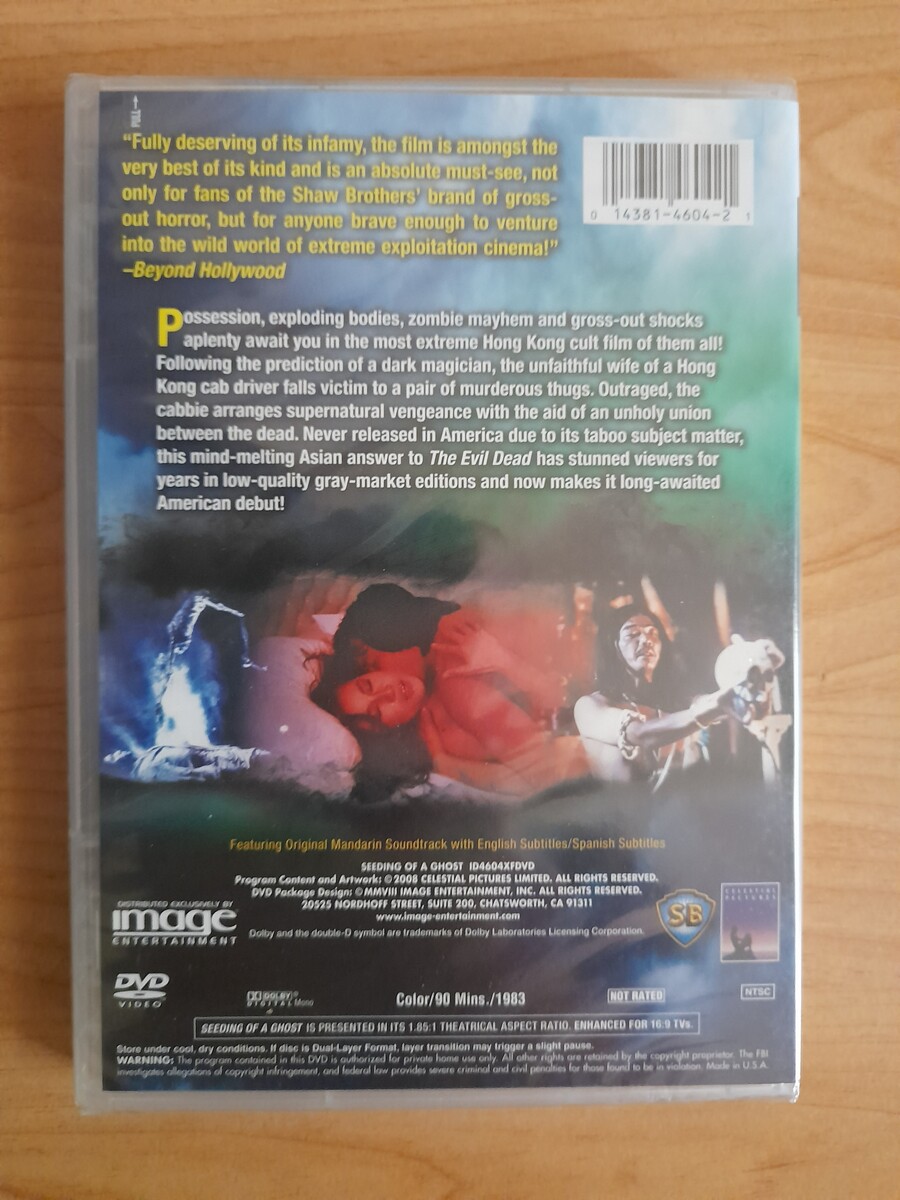 PULL→
“Fully deserving of its infamy, the film is amongst the
very best of its kind and is an absolute must-see, not
only for fans of the Shaw Brothers’ brand of gross-
out horror, but for anyone brave enough to venture
into the wild world of extreme exploitation cinema!”
–Beyond Hollywood
0 14381-4604-2 1
Possession, exploding bodies, zombie mayhem and gross-out shocks
aplenty await you in the most extreme Hong Kong cult film of them all!
Following the prediction of a dark magician, the unfaithful wife of a Hong
Kong cab driver falls victim to a pair of murderous thugs. Outraged, the
cabbie arranges supernatural vengeance with the aid of an unholy union
between the dead. Never released in America due to its taboo subject matter,
this mind-melting Asian answer to The Evil Dead has stunned viewers for
years in low-quality gray-market editions and now makes it long-awaited
American debut!
Featuring Original Mandarin Soundtrack with English Subtitles/Spanish Subtitles
SEEDING OF A GHOST ID4604XFDVD
Program Content and Artwork: © 2008 CELESTIAL PICTURES LIMITED. ALL RIGHTS RESERVED.
DVD Package Design: © MMVIII IMAGE ENTERTAINMENT, INC. ALL RIGHTS RESERVED.
20525 NORDHOFF STREET, SUITE 200, CHATSWORTH, CA 91311
www.image-entertainment.com
Dolby and the double-D symbol are trademarks of Dolby Laboratories Licensing Corporation.
DISTRIBUTED EXCLUSIVELY BY
image
ENTERTAINMENT
SB
CELESTIAL
PICTURES
DVD
VIDEO
DOLBY®
DIGITAL Mono
Color/90 Mins./1983
NOT RATED
NTSC
SEEDING OF A GHOST IS PRESENTED IN ITS 1.85:1 THEATRICAL ASPECT RATIO. ENHANCED FOR 16:9 TVs.
Store under cool, dry conditions. If disc is Dual-Layer Format, layer transition may trigger a slight pause.
WARNING: The program contained in this DVD is authorized for private home use only. All other rights are retained by the copyright proprietor. The FBI
investigates allegations of copyright infringement, and federal law provides severe criminal and civil penalties for those found to be in violation. Made in U.S.A.